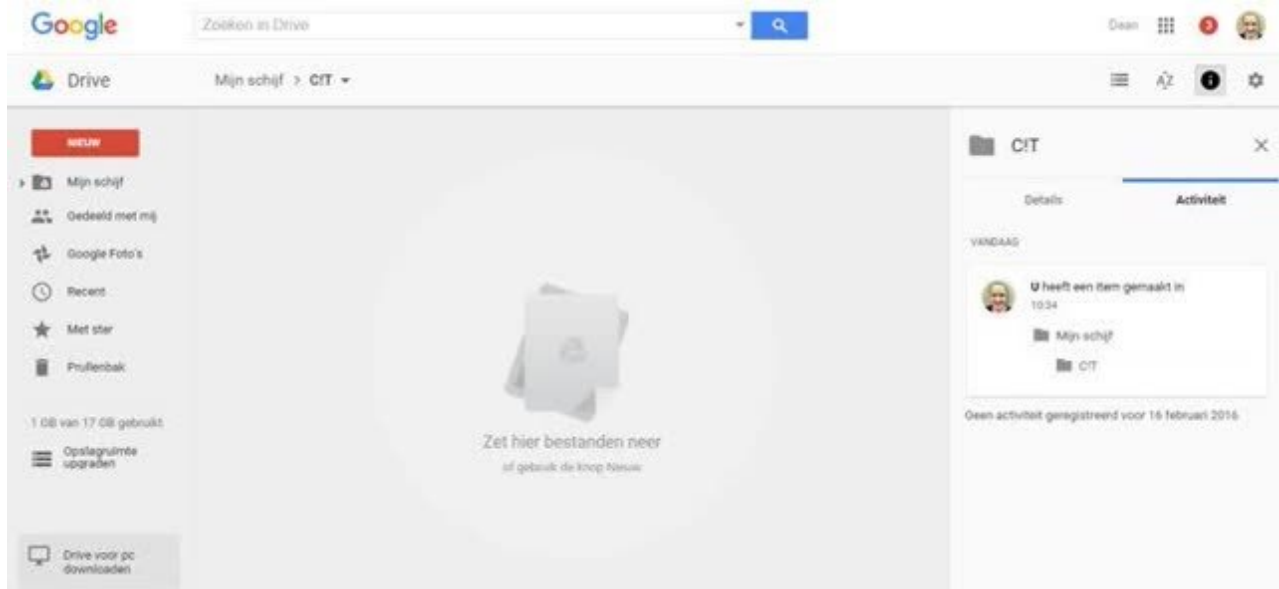 Google
Zoeken in Drive
Daan
3
Drive
Mijn schijf > C!T
AZ
NIEUW
Mijn schijf
Gedeeld met mij
Google Foto's
Recent
Met ster
Prullenbak
1 GB van 17 GB gebruikt
Opslagruimte
upgraden
Drive voor pc
downloaden
Zet hier bestanden neer
of gebruik de knop Nieuw
C!T
Details
Activiteit
VANDAAG
U heeft een item gemaakt in
10:34
Mijn schijf
C!T
Geen activiteit geregistreerd voor 16 februari 2016